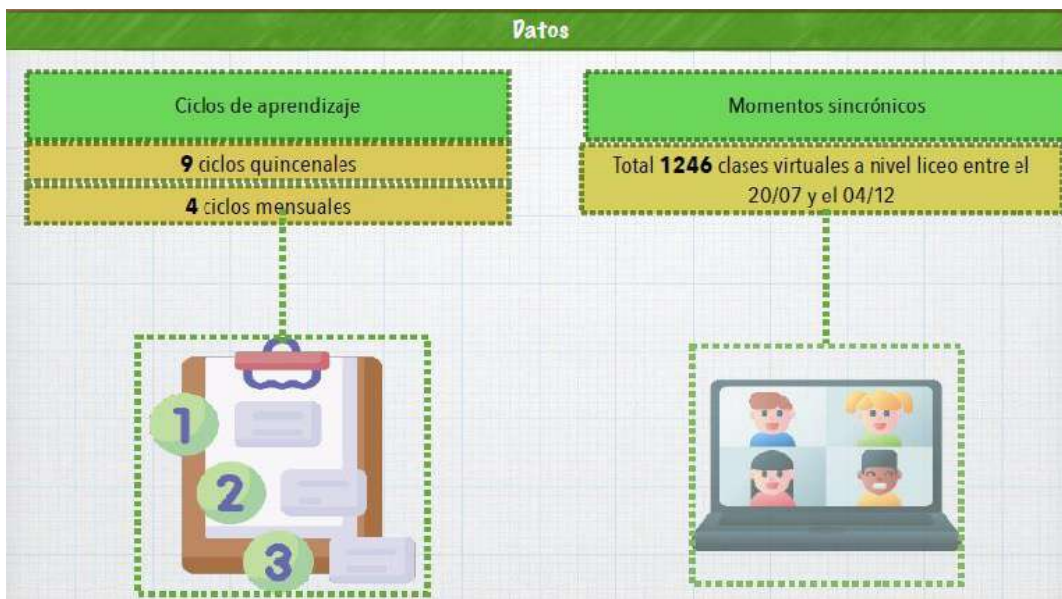 Datos
Ciclos de aprendizaje
9 ciclos quincenales
4 ciclos mensuales
Momentos sincrónicos
Total 1246 clases virtuales a nivel liceo entre el
20/07 y el 04/12
1
2
3